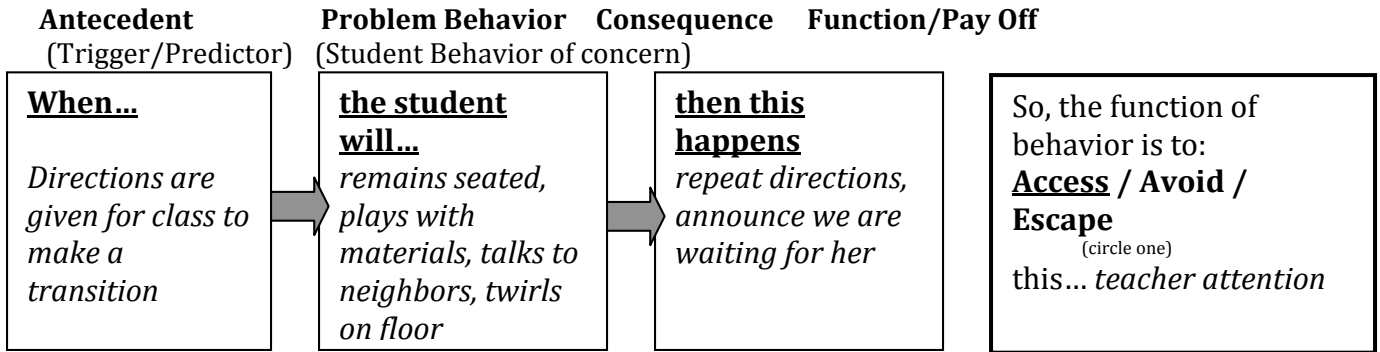 Antecedent Problem Behavior Consequence Function/Pay Off
(Trigger/Predictor) (Student Behavior of concern)
When…
Directions are
given for class to
make a
transition
the student
will…
remains seated,
plays with
materials, talks to
neighbors, twirls
on floor
then this
happens
repeat directions,
announce we are
waiting for her
So, the function of
behavior is to:
Access / Avoid /
Escape
(circle one)
this… teacher attention